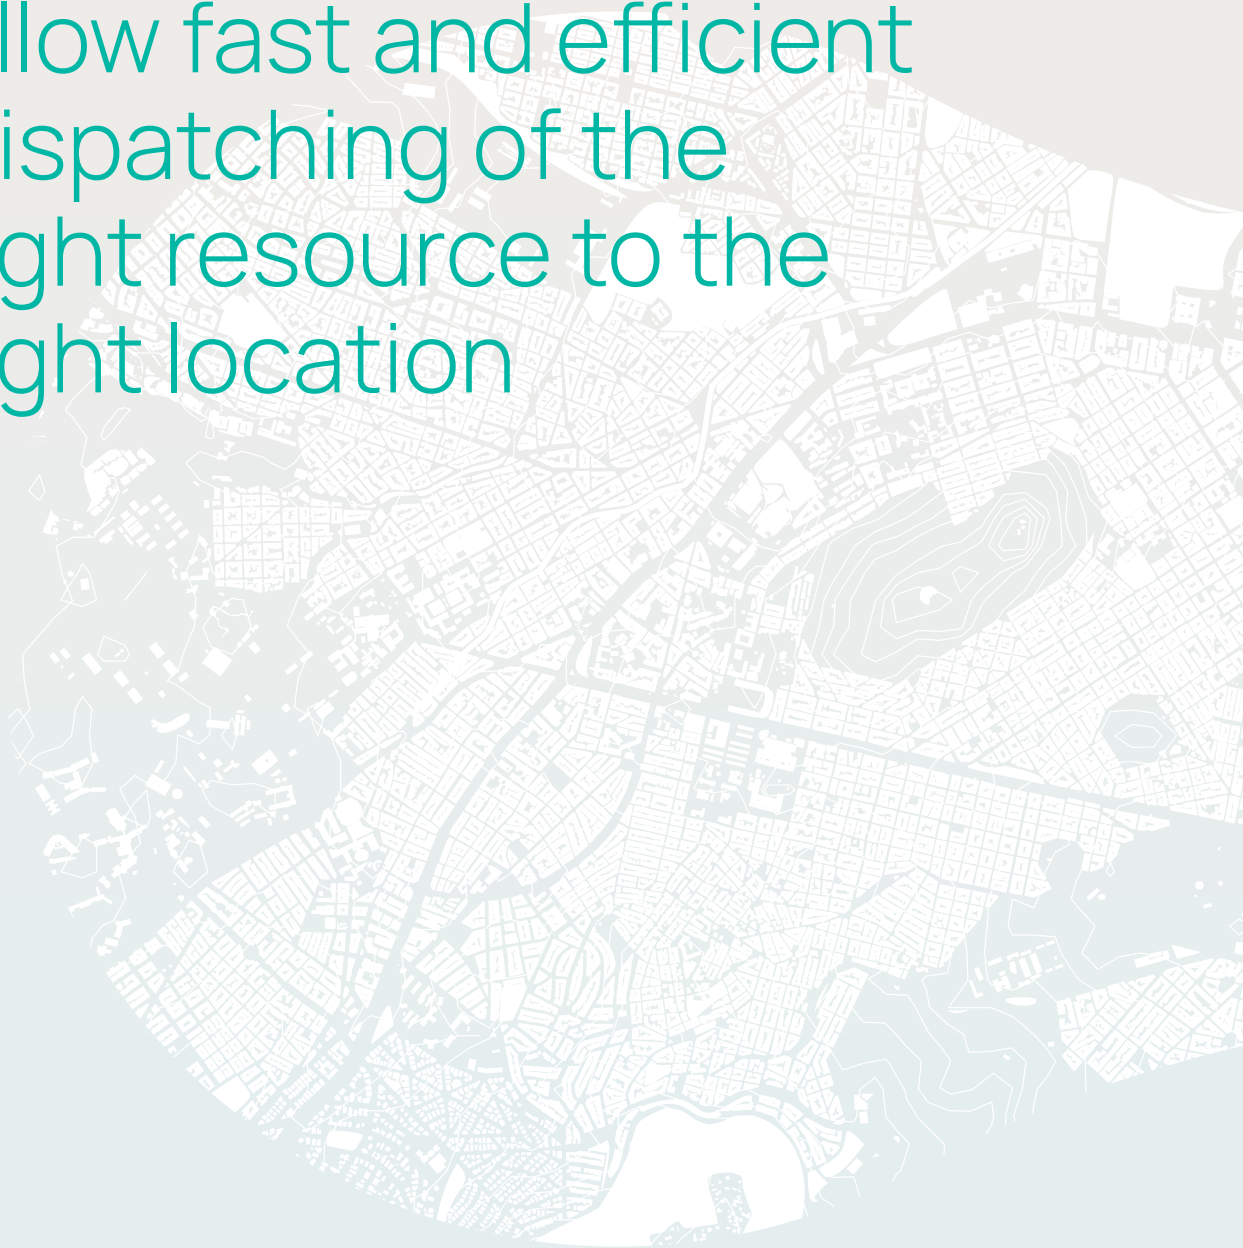 llow fast and efficient
ispatching of the
ght resource to the
ght location